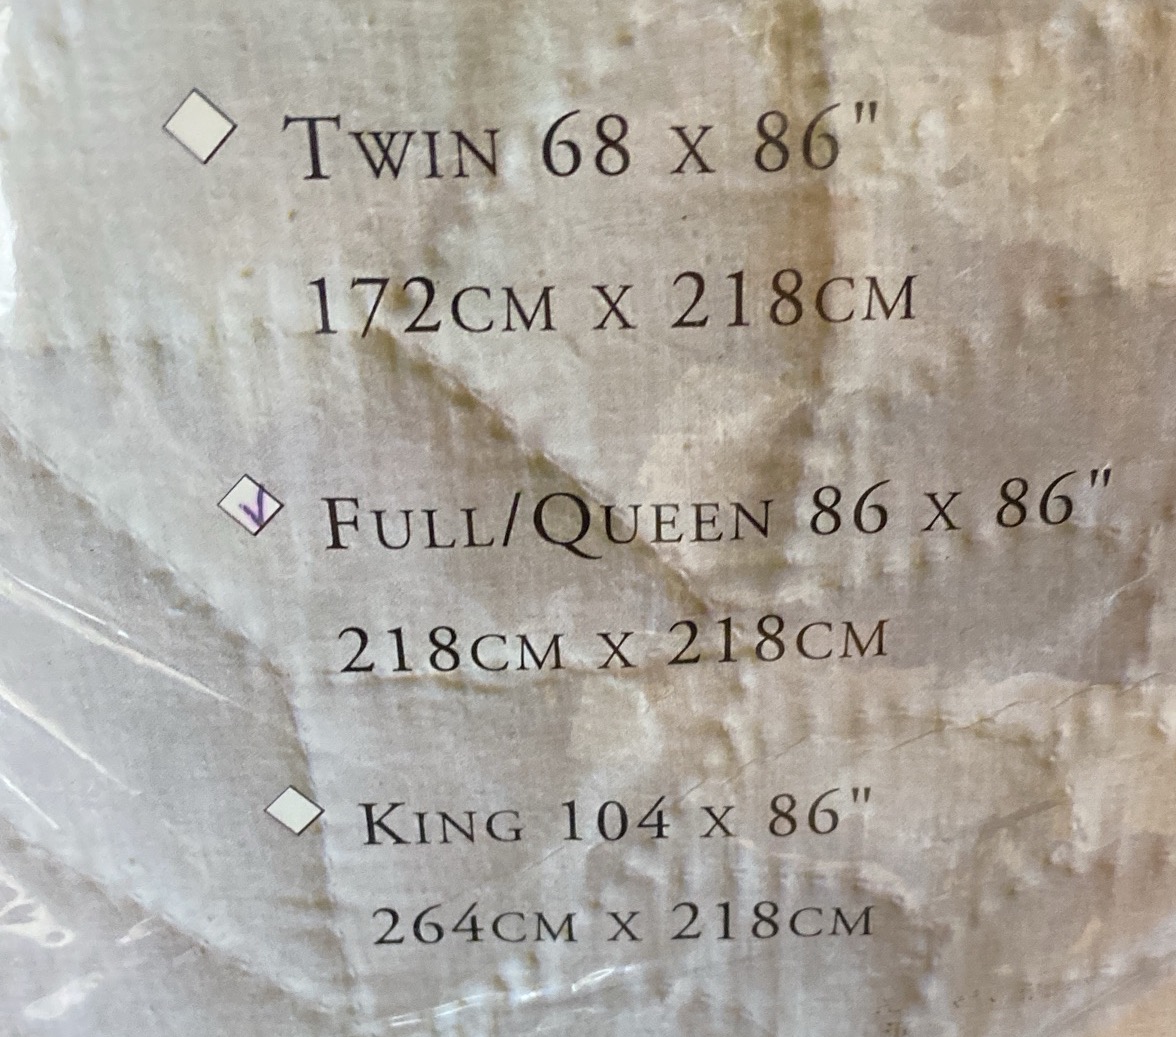 TWIN 68 X 86"
172CM X 218CM
FULL/QUEEN 86 X 86"
218CM X 218CM
KING 104 X 86"
264CM X 218CM